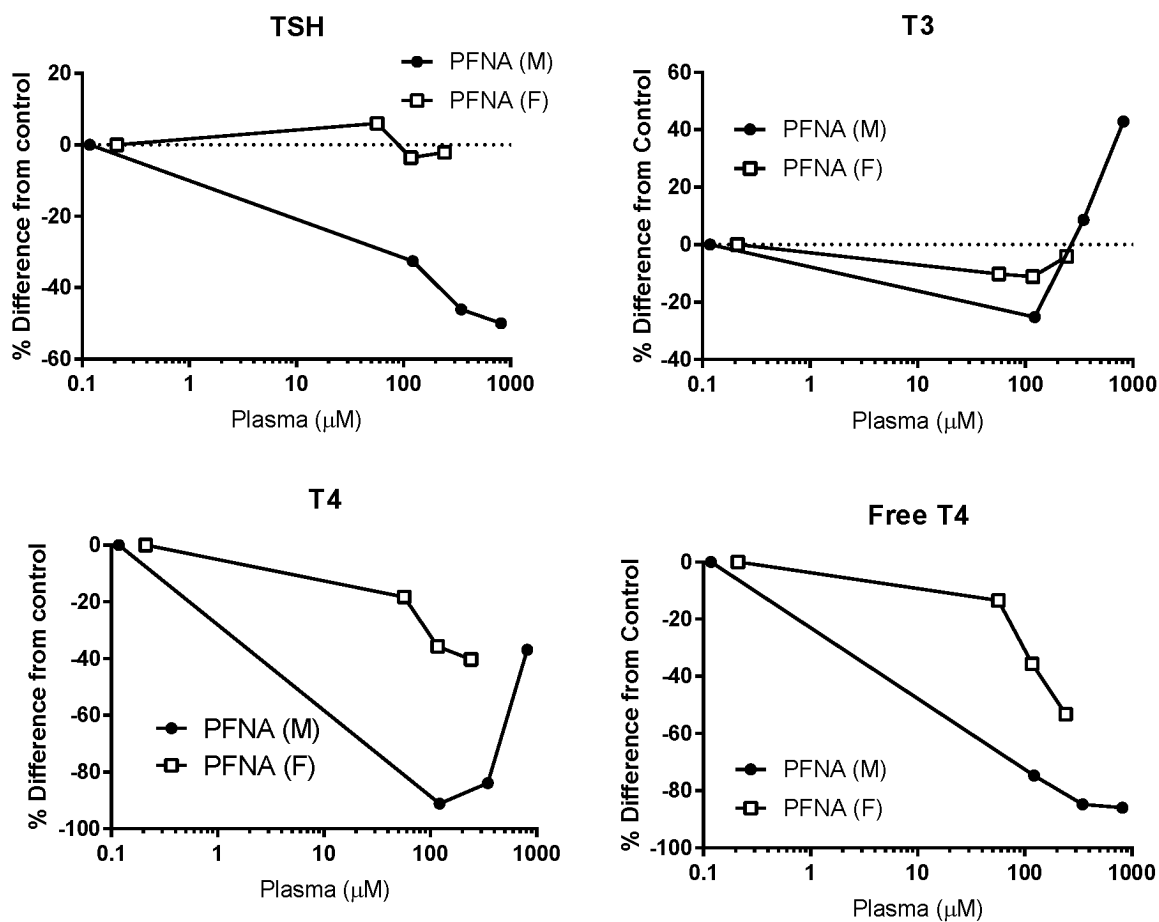 TSH
PFNA (M)
PFNA (F)
% Difference from control
20
0
-20
-40
-60
0.1 1 10 100 1000
Plasma (μM)
T3
PFNA (M)
PFNA (F)
% Difference from Control
60
40
20
0
-20
-40
0.1 1 10 100 1000
Plasma (μM)
T4
PFNA (M)
PFNA (F)
% Difference from control
0
-20
-40
-60
-80
-100
0.1 1 10 100 1000
Plasma (μM)
Free T4
PFNA (M)
PFNA (F)
% Difference from Control
0
-20
-40
-60
-80
-100
0.1 1 10 100 1000
Plasma (μM)